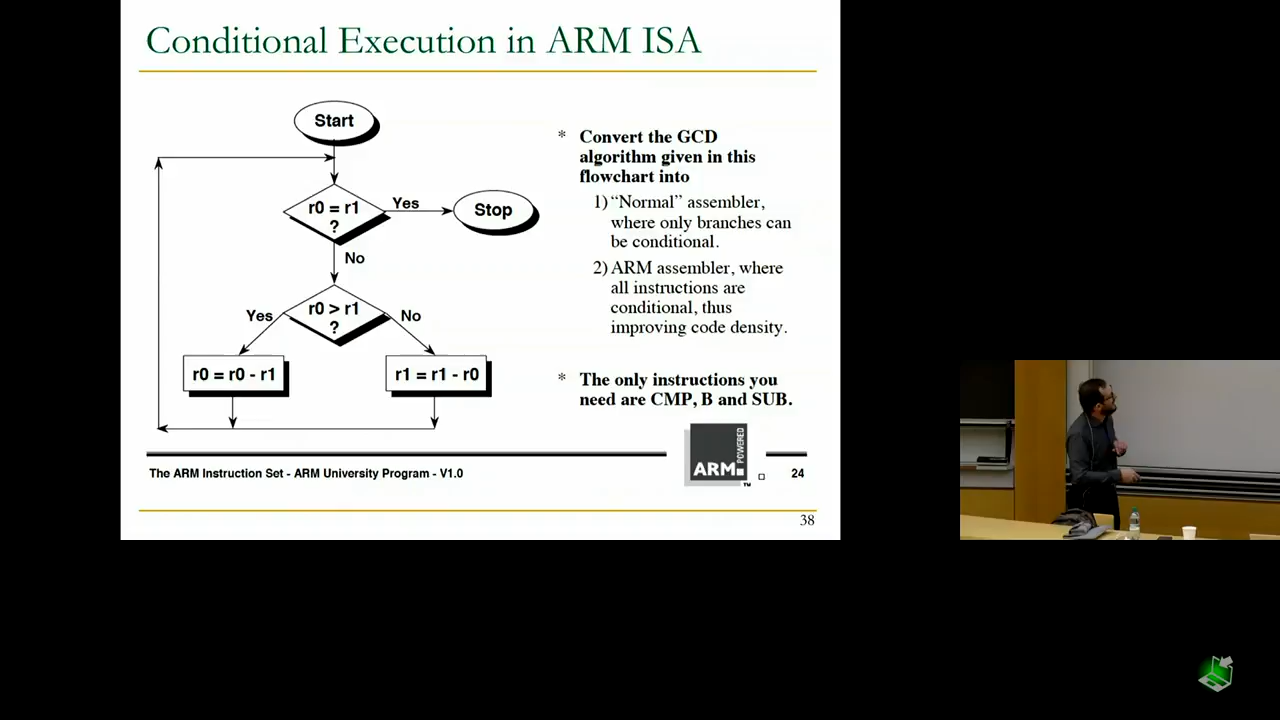 Conditional Execution in ARM ISA
Start
r0 = r1
?
Yes
Stop
No
r0 > r1
?
Yes
No
r0 = r0 - r1
r1 = r1 - r0
* Convert the GCD
algorithm given in this
flowchart into
1) “Normal” assembler,
where only branches can
be conditional.
2) ARM assembler, where
all instructions are
conditional, thus
improving code density.
* The only instructions you
need are CMP, B and SUB.
ARM POWERED
TM
The ARM Instruction Set - ARM University Program - V1.0
24
38